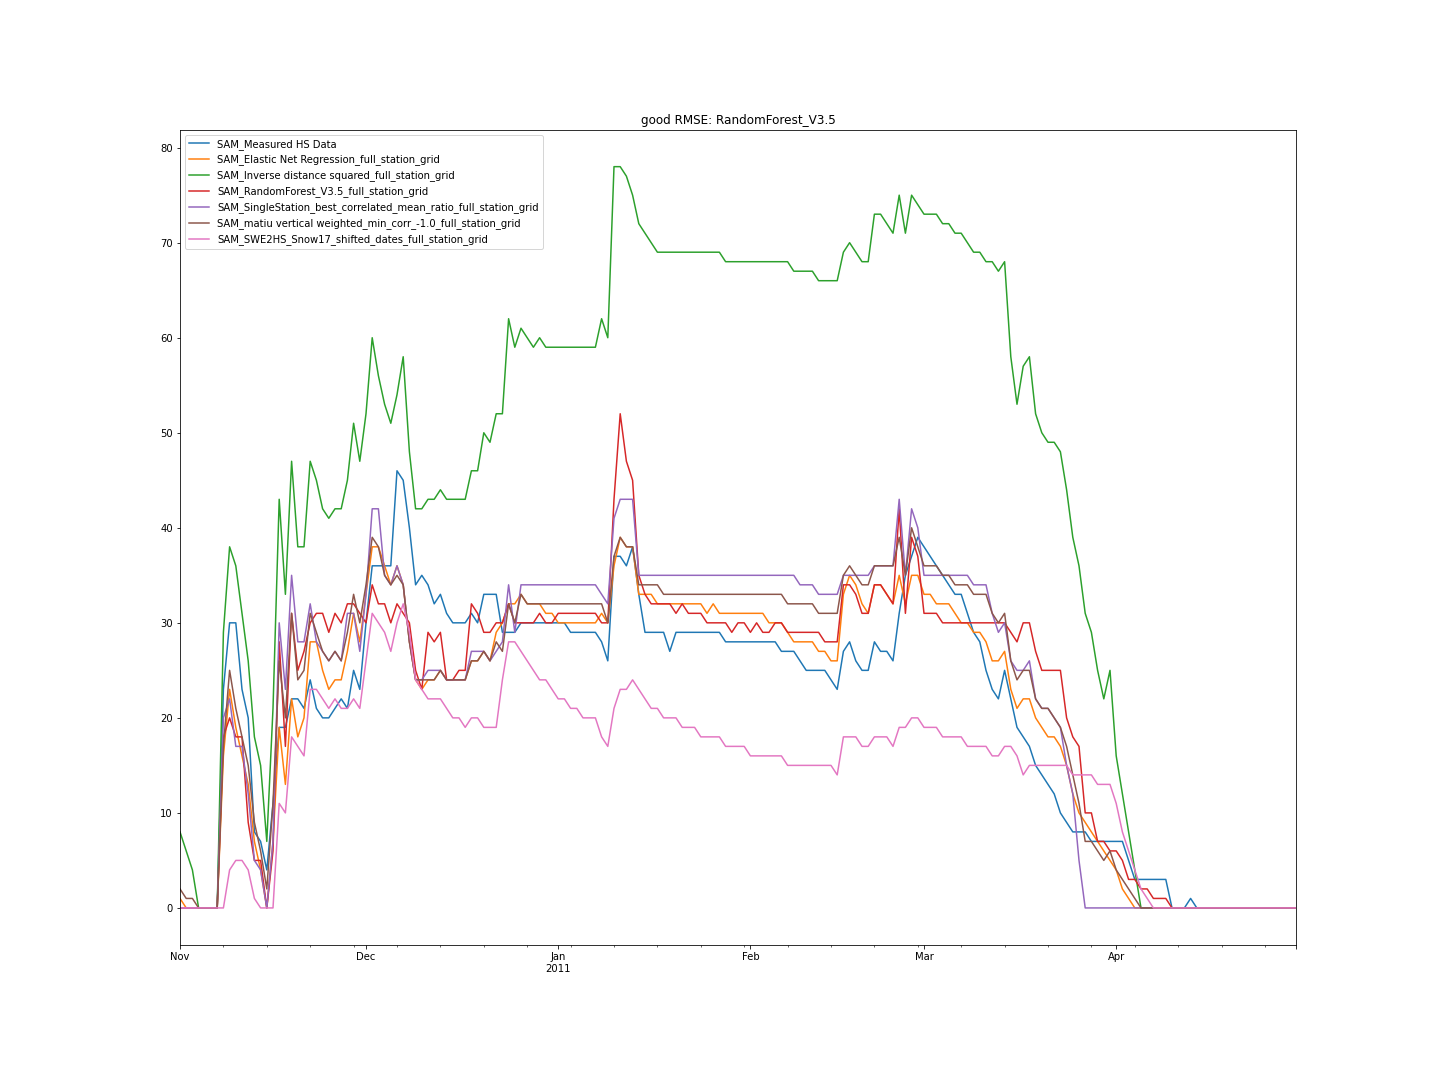 good RMSE: RandomForest_V3.5
SAM_Measured HS Data
SAM_Elastic Net Regression_full_station_grid
SAM_Inverse distance squared_full_station_grid
SAM_RandomForest_V3.5_full_station_grid
SAM_SingleStation_best_correlated_mean_ratio_full_station_grid
SAM_matiu vertical weighted_min_corr_-1.0_full_station_grid
SAM_SWE2HS_Snow17_shifted_dates_full_station_grid
80
70
60
50
40
30
20
10
0
Nov Dec Jan Feb Mar Apr
2011